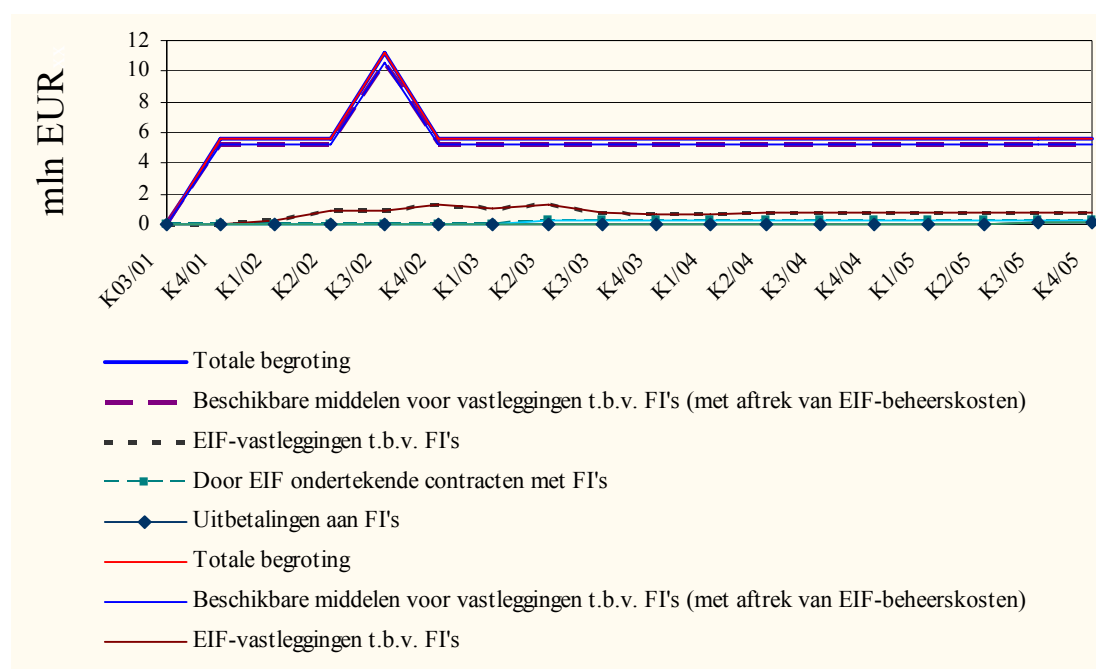 mln EUR
12
10
8
6
4
2
0
K03/01
K4/01
K1/02
K2/02
K3/02
K4/02
K1/03
K2/03
K3/03
K4/03
K1/04
K2/04
K3/04
K4/04
K1/05
K2/05
K3/05
K4/05
Totale begroting
Beschikbare middelen voor vastleggingen t.b.v. FI's (met aftrek van EIF-beheerskosten)
EIF-vastleggingen t.b.v. FI's
Door EIF ondertekende contracten met FI's
Uitbetalingen aan FI's
Totale begroting
Beschikbare middelen voor vastleggingen t.b.v. FI's (met aftrek van EIF-beheerskosten)
EIF-vastleggingen t.b.v. FI's